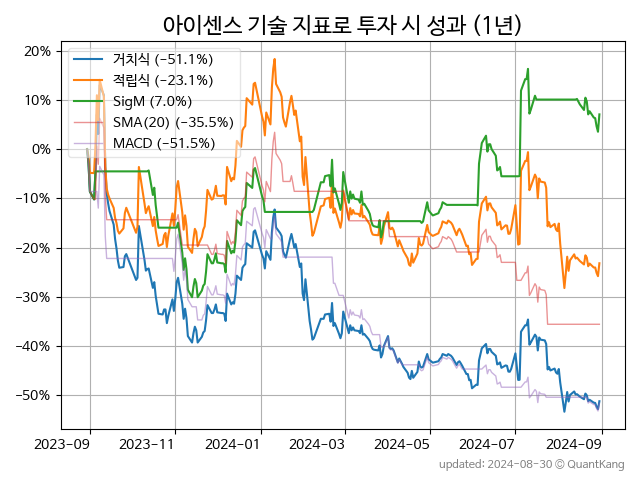 아이센스 기술 지표로 투자 시 성과 (1년)
거치식 (−51.1%)
적립식 (−23.1%)
SigM (7.0%)
SMA(20) (−35.5%)
MACD (−51.5%)
20%
10%
0%
−10%
−20%
−30%
−40%
−50%
2023-09
2023-11
2024-01
2024-03
2024-05
2024-07
2024-09
updated: 2024-08-30 © QuantKang